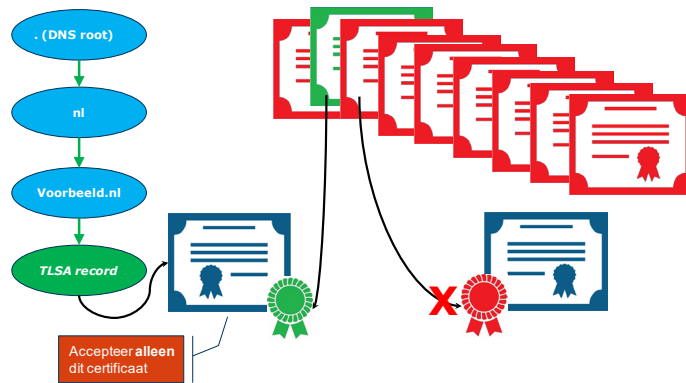 . (DNS root)
nl
Voorbeeld.nl
TLSA record
Accepteer alleen
dit certificaat
X